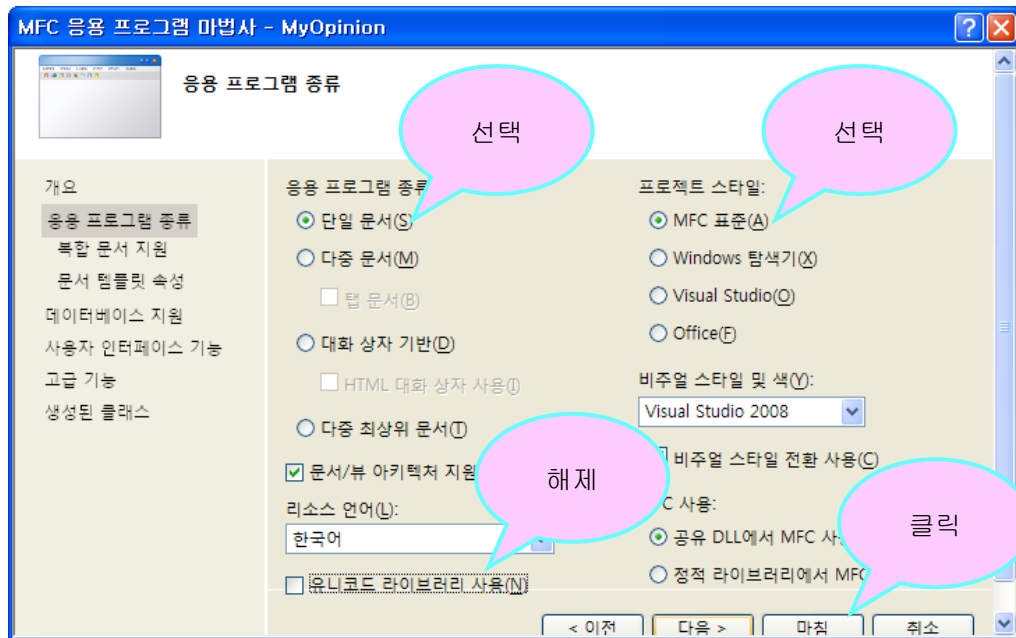 MFC 응용 프로그램 마법사 - MyOpinion
응용 프로그램 종류
선택
선택
개요
응용 프로그램 종류
복합 문서 지원
문서 템플릿 속성
데이터베이스 지원
사용자 인터페이스 기능
고급 기능
생성된 클래스
응용 프로그램 종류
단일 문서(S)
다중 문서(M)
탭 문서(B)
대화 상자 기반(D)
HTML 대화 상자 사용(I)
다중 최상위 문서(T)
문서/뷰 아키텍처 지원
해제
리소스 언어(L):
한국어
유니코드 라이브러리 사용(N)
프로젝트 스타일:
MFC 표준(A)
Windows 탐색기(X)
Visual Studio(O)
Office(F)
비주얼 스타일 및 색(Y):
Visual Studio 2008
비주얼 스타일 전환 사용(C)
C 사용:
클릭
공유 DLL에서 MFC 사
정적 라이브러리에서 MFC
< 이전
다음 >
마침
취소